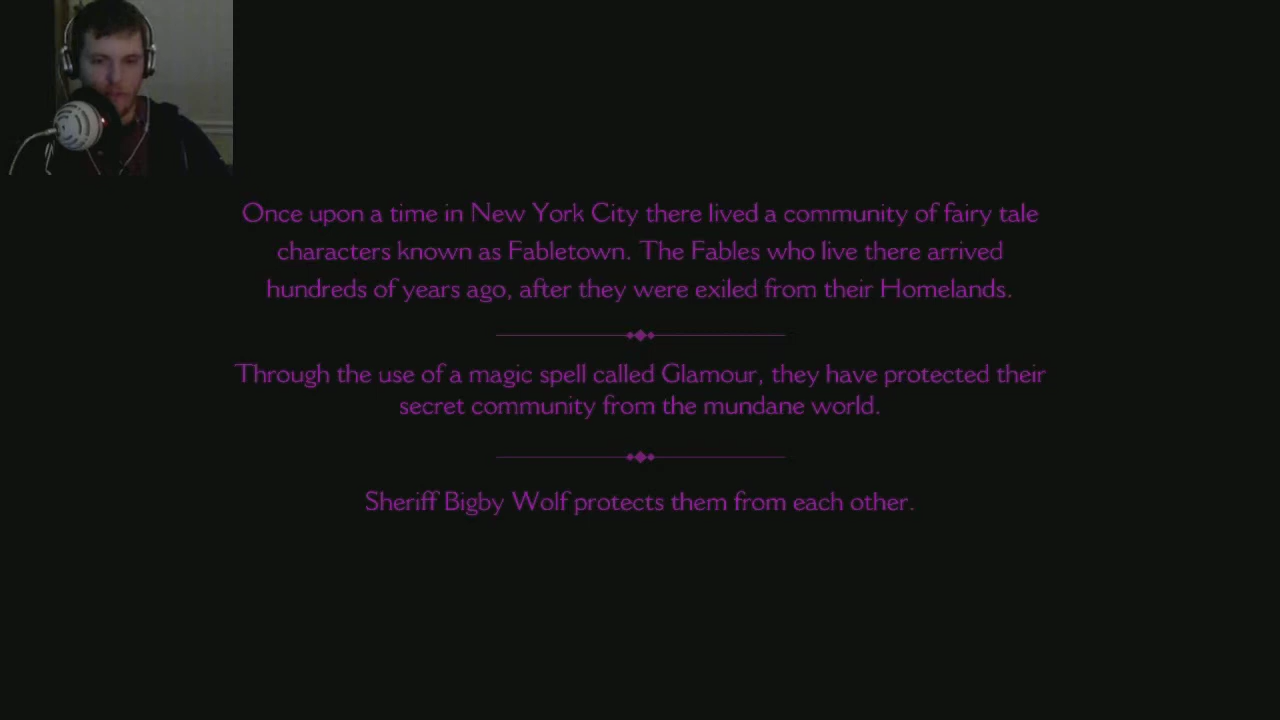 Once upon a time in New York City there lived a community of fairy tale
characters known as Fabletown. The Fables who live there arrived
hundreds of years ago, after they were exiled from their Homelands.
Through the use of a magic spell called Glamour, they have protected their
secret community from the mundane world.
Sheriff Bigby Wolf protects them from each other.